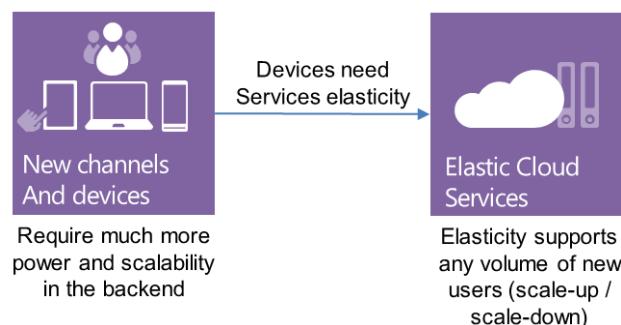 New channels
And devices
Require much more
power and scalability
in the backend
Devices need
Services elasticity
Elastic Cloud
Services
Elasticity supports
any volume of new
users (scale-up /
scale-down)